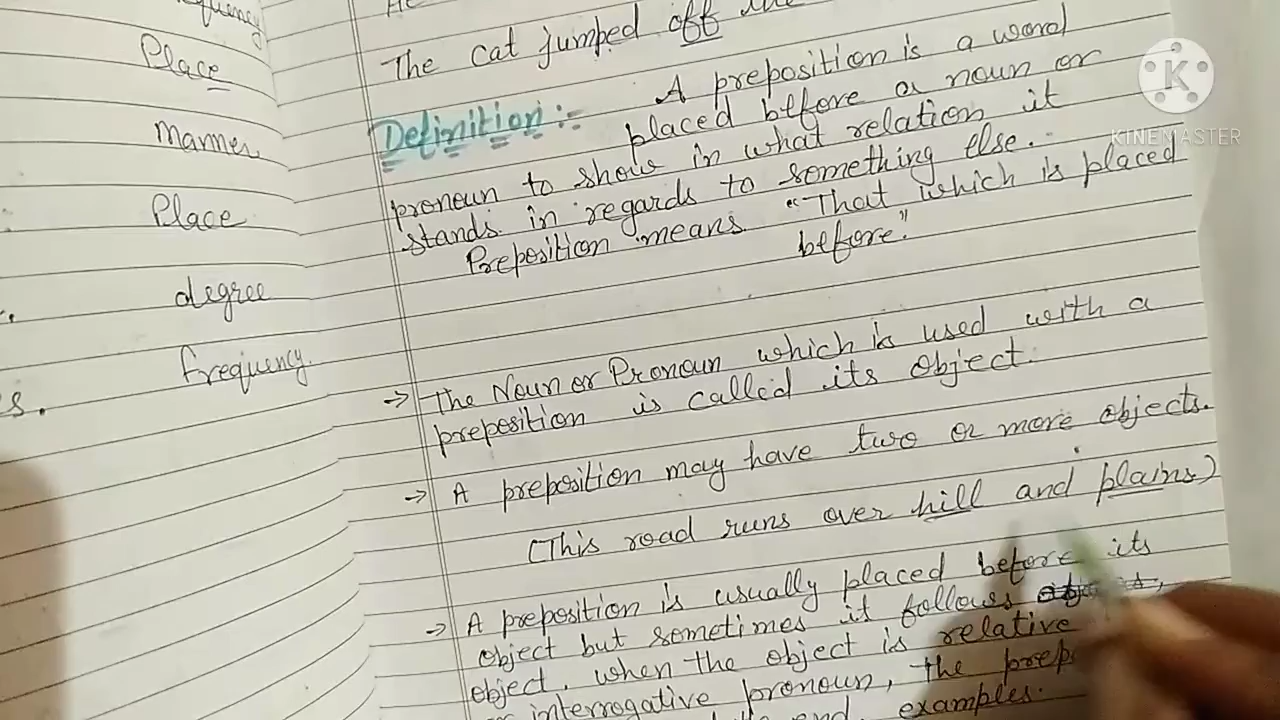 Place
Manner
Place
degree
frequency.
s.
The cat jumped off the
Definition :- A preposition is a word
placed before a noun or
pronoun to show in what relation it
stands in regards to something else.
Preposition means "That which is placed
before."
→ The Noun or Pronoun which is used with a
preposition is called its object.
→ A preposition may have two or more objects.
(This road runs over hill and plains)
→ A preposition is usually placed before its
object but sometimes it follows
object. when the object is relative
interrogative pronoun, the
end examples.
K
KINEMASTER